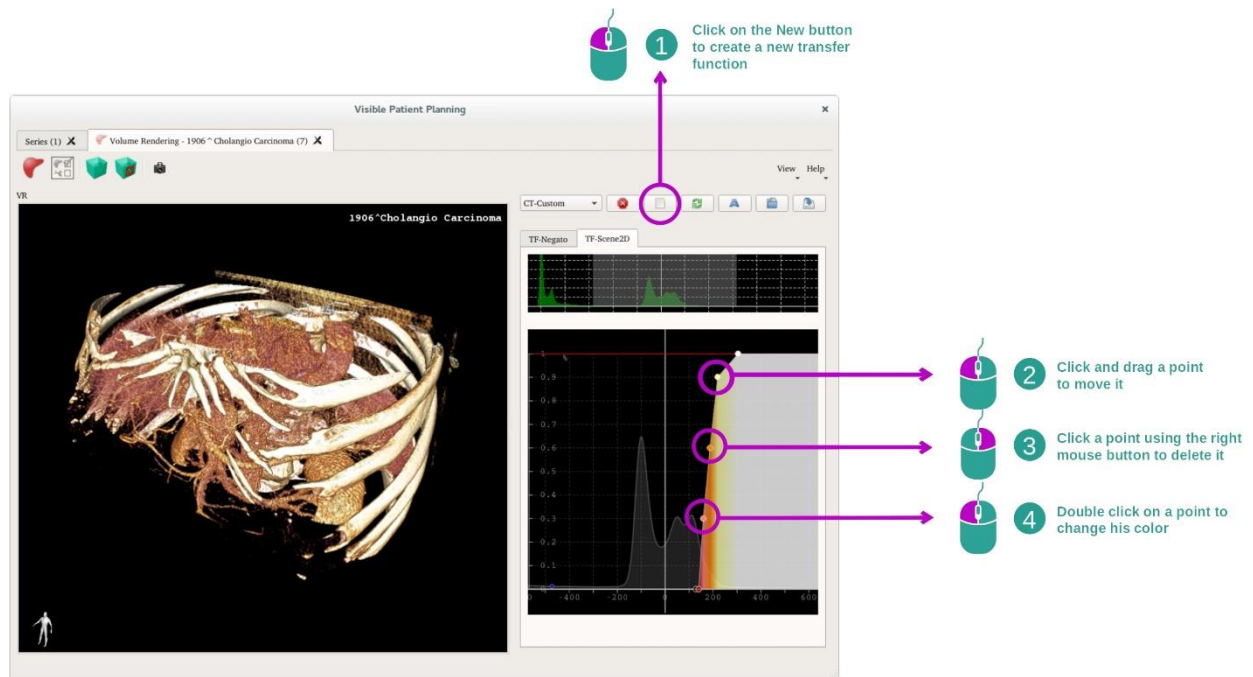 1
Click on the New button
to create a new transfer
function
Visible Patient Planning
Series (1)
Volume Rendering - 1906 ^ Cholangio Carcinoma (7)
View
Help
VR
1906^Cholangio Carcinoma
CT-Custom
TF-Negato
TF-Scene2D
1
0.9
0.8
0.7
0.6
0.5
0.4
0.3
0.2
0.1
-400
0
200
400
600
2
Click and drag a point
to move it
3
Click a point using the right
mouse button to delete it
4
Double click on a point to
change his color